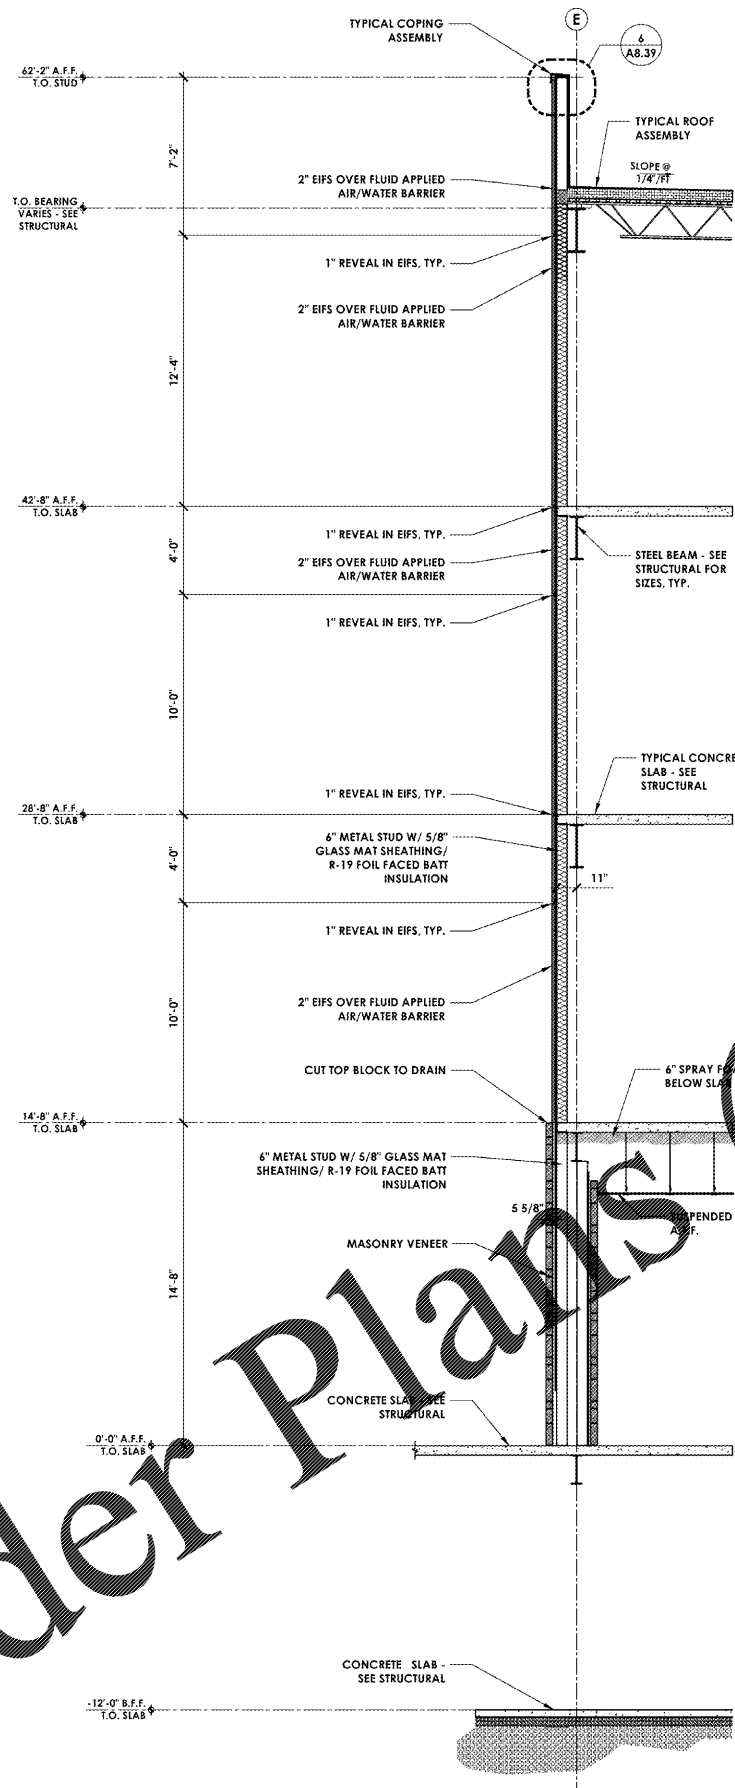 E
TYPICAL COPING
ASSEMBLY
6
A8.39
62'-2" A.F.F.
T.O. STUD
TYPICAL ROOF
ASSEMBLY
7'-2"
SLOPE @
1/4"/FT
2" EIFS OVER FLUID APPLIED
AIR/WATER BARRIER
T.O. BEARING
VARIES - SEE
STRUCTURAL
1" REVEAL IN EIFS, TYP.
2" EIFS OVER FLUID APPLIED
AIR/WATER BARRIER
12'-4"
42'-8" A.F.F.
T.O. SLAB
1" REVEAL IN EIFS, TYP.
4'-0"
2" EIFS OVER FLUID APPLIED
AIR/WATER BARRIER
STEEL BEAM - SEE
STRUCTURAL FOR
SIZES, TYP.
1" REVEAL IN EIFS, TYP.
10'-0"
TYPICAL CONCRE
SLAB - SEE
STRUCTURAL
1" REVEAL IN EIFS, TYP.
28'-8" A.F.F.
T.O. SLAB
6" METAL STUD W/ 5/8"
GLASS MAT SHEATHING/
R-19 FOIL FACED BATT
INSULATION
4'-0"
11"
1" REVEAL IN EIFS, TYP.
2" EIFS OVER FLUID APPLIED
AIR/WATER BARRIER
10'-0"
CUT TOP BLOCK TO DRAIN
6" SPRAY FOA
BELOW SLAB
14'-8" A.F.F.
T.O. SLAB
6" METAL STUD W/ 5/8" GLASS MAT
SHEATHING/ R-19 FOIL FACED BATT
INSULATION
5 5/8"
SUSPENDED
A.F.F.
MASONRY VENEER
14'-8"
CONCRETE SLAB - SEE
STRUCTURAL
0'-0" A.F.F.
T.O. SLAB
der Plans
CONCRETE SLAB -
SEE STRUCTURAL
-12'-0" B.F.F.
T.O. SLAB